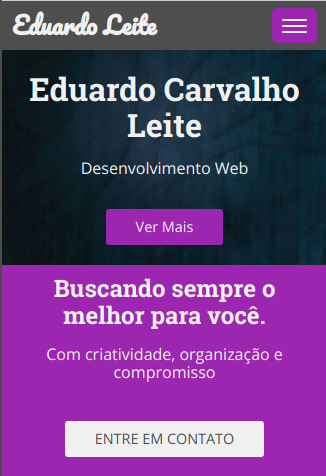 Eduardo Leite
Eduardo Carvalho
Leite
Desenvolvimento Web
Ver Mais
Buscando sempre o
melhor para você.
Com criatividade, organização e
compromisso
ENTRE EM CONTATO